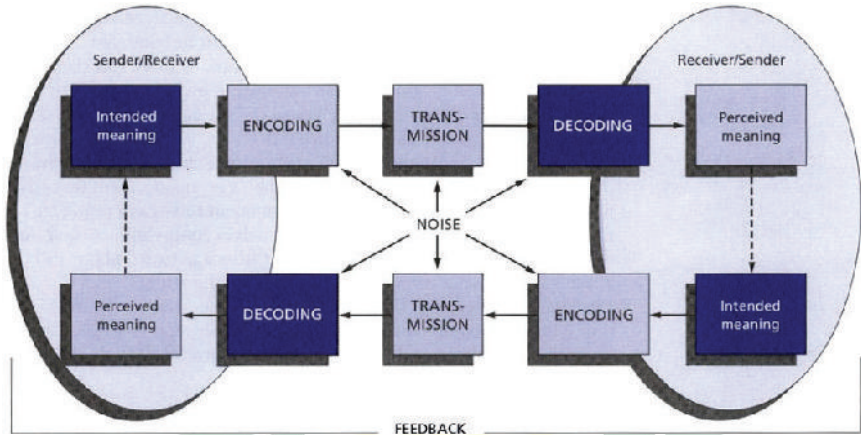 Sender/Receiver
Receiver/Sender
Intended
meaning
ENCODING
TRANS-
MISSION
DECODING
Perceived
meaning
NOISE
Perceived
meaning
DECODING
TRANS-
MISSION
ENCODING
Intended
meaning
FEEDBACK